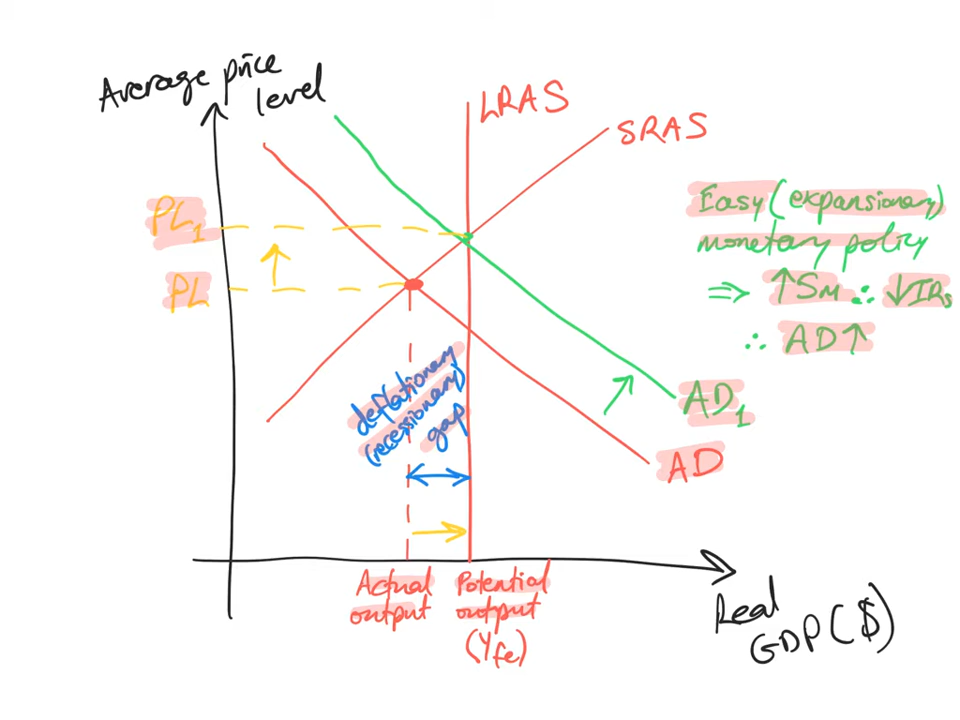 Average price
level
LRAS
SRAS
PL₁
PL
Easy (expansionary)
monetary policy
⇒ ↑SM ∴ ↓IRs
∴ AD↑
deflationary
(recessionary)
gap
AD₁
AD
Actual
output
Potential
output
(Yfe)
Real
GDP ($)